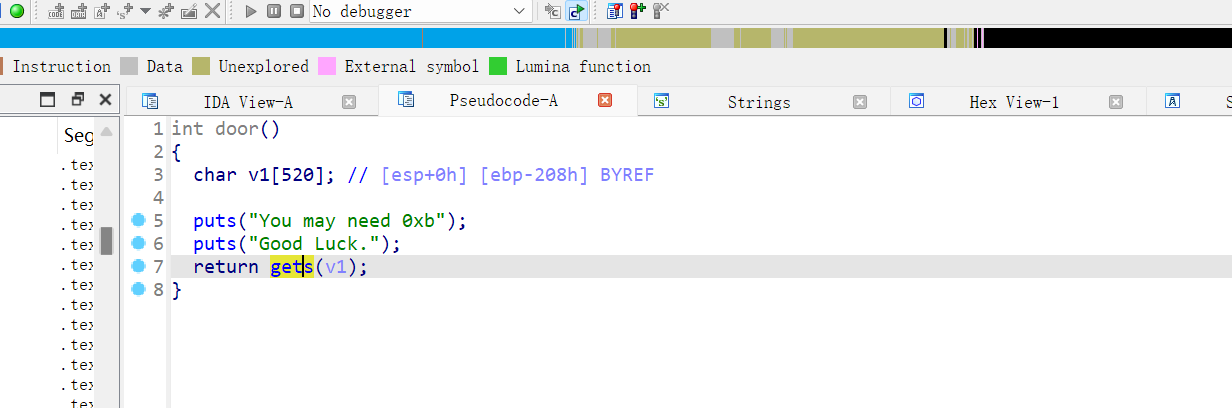 No debugger
Instruction Data Unexplored External symbol Lumina function
IDA View-A Pseudocode-A Strings Hex View-1
Seg
.tex
.tex
.tex
.tex
.tex
.tex
.tex
.tex
.tex
.tex
.tex
.tex
1 int door()
2 {
3 char v1[520]; // [esp+0h] [ebp-208h] BYREF
4
5 puts("You may need 0xb");
6 puts("Good Luck.");
7 return gets(v1);
8 }